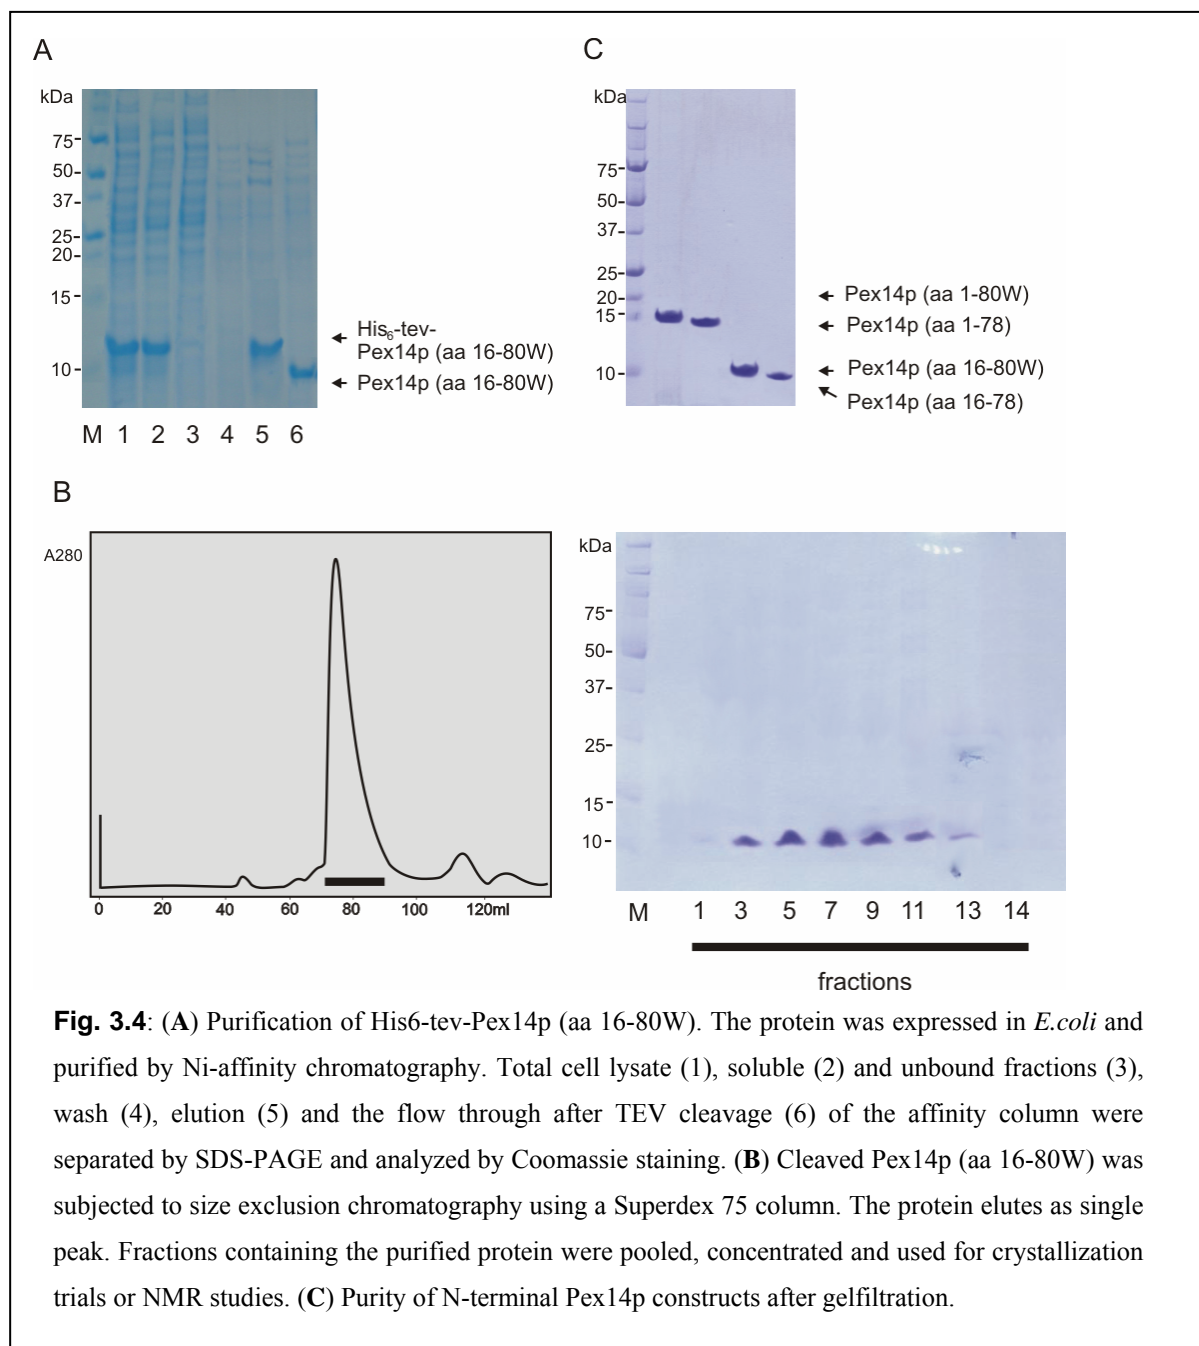 A
kDa
75-
50-
37-
25-
20-
15-
10-
His6-tev-
Pex14p (aa 16-80W)
Pex14p (aa 16-80W)
M 1 2 3 4 5 6
C
kDa
75-
50-
37-
25-
20-
15-
10-
Pex14p (aa 1-80W)
Pex14p (aa 1-78)
Pex14p (aa 16-80W)
Pex14p (aa 16-78)
B
A280
0 20 40 60 80 100 120ml
kDa
75-
50-
37-
25-
15-
10-
M 1 3 5 7 9 11 13 14
fractions
Fig. 3.4: (A) Purification of His6-tev-Pex14p (aa 16-80W). The protein was expressed in E.coli and
purified by Ni-affinity chromatography. Total cell lysate (1), soluble (2) and unbound fractions (3),
wash (4), elution (5) and the flow through after TEV cleavage (6) of the affinity column were
separated by SDS-PAGE and analyzed by Coomassie staining. (B) Cleaved Pex14p (aa 16-80W) was
subjected to size exclusion chromatography using a Superdex 75 column. The protein elutes as single
peak. Fractions containing the purified protein were pooled, concentrated and used for crystallization
trials or NMR studies. (C) Purity of N-terminal Pex14p constructs after gelfiltration.